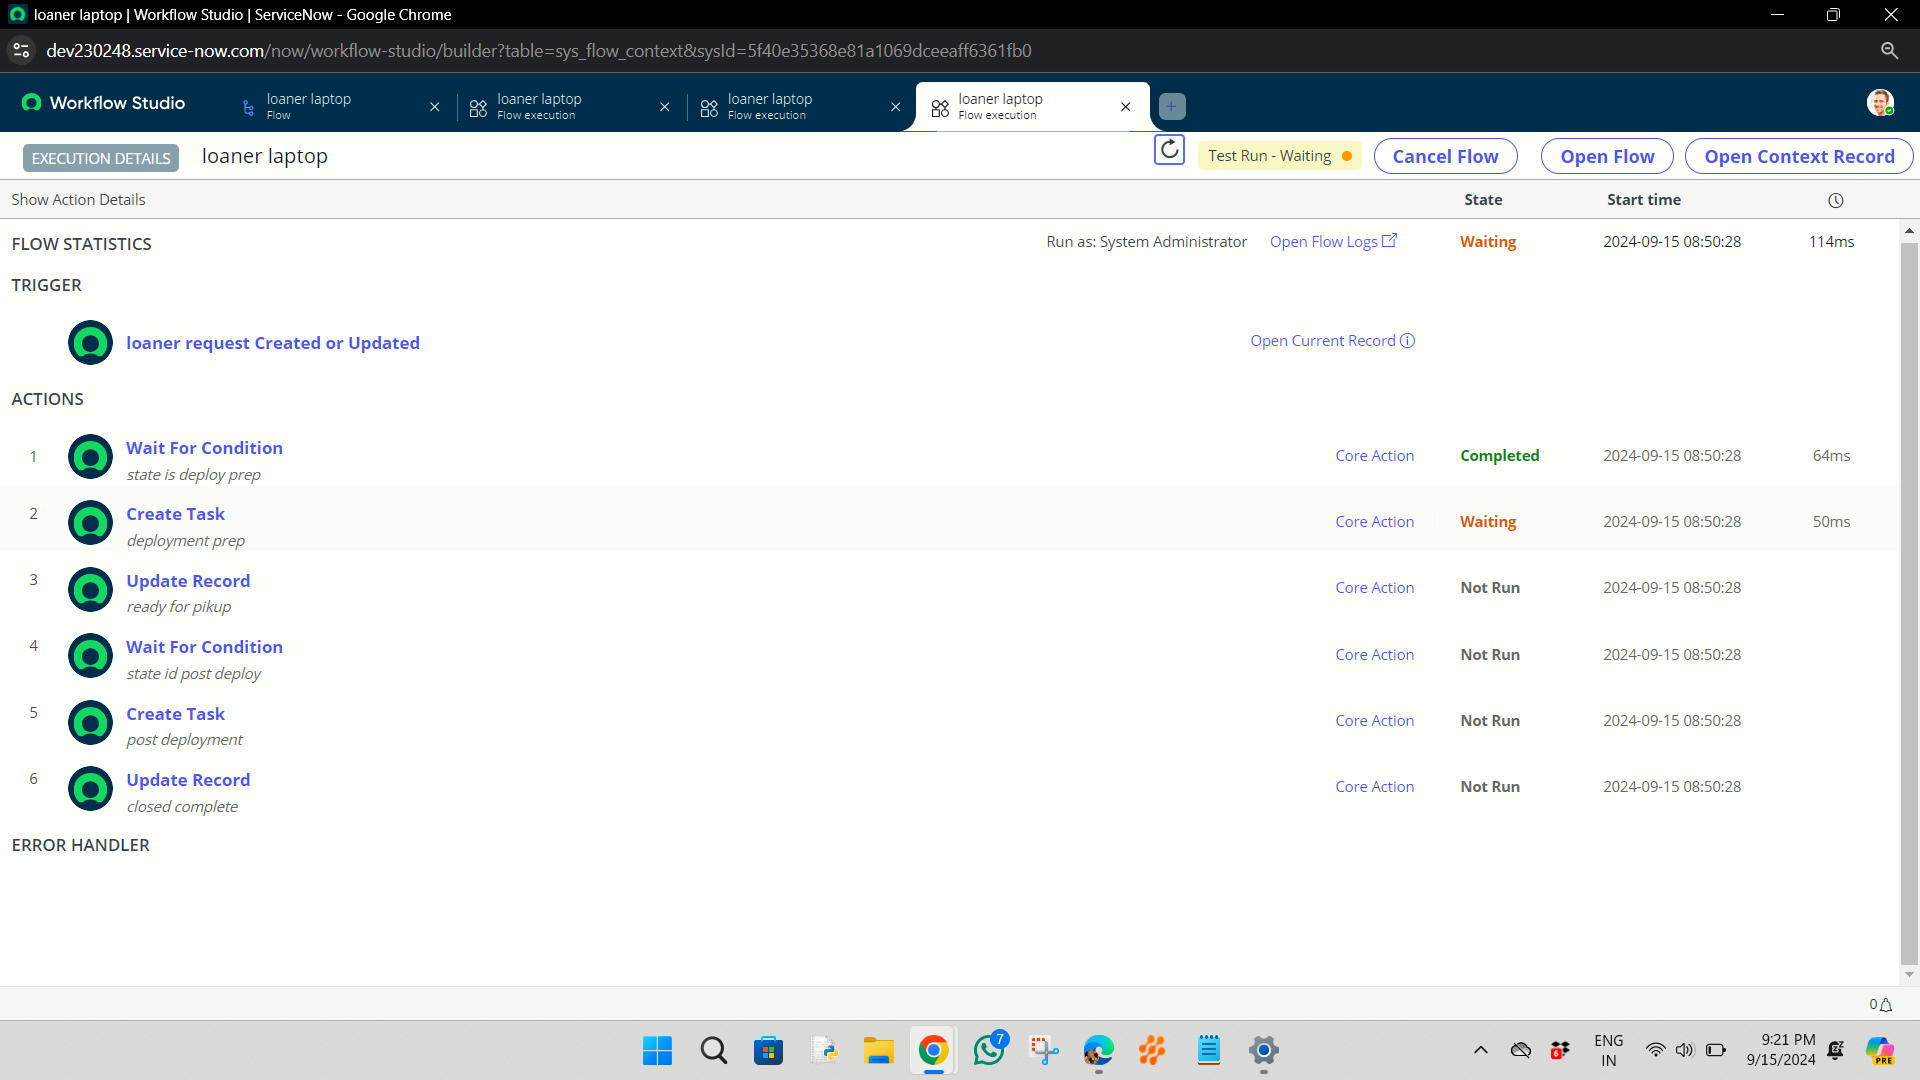 loaner laptop | Workflow Studio | ServiceNow - Google Chrome
dev230248.service-now.com/now/workflow-studio/builder?table=sys_flow_context&sysId=5f40e35368e81a1069dceeaff6361fb0
Workflow Studio
loaner laptop
Flow
loaner laptop
Flow execution
loaner laptop
Flow execution
loaner laptop
Flow execution
EXECUTION DETAILS loaner laptop Test Run - Waiting Cancel Flow Open Flow Open Context Record
Show Action Details State Start time
FLOW STATISTICS Run as: System Administrator Open Flow Logs Waiting 2024-09-15 08:50:28 114ms
TRIGGER
loaner request Created or Updated Open Current Record
ACTIONS
1 Wait For Condition Core Action Completed 2024-09-15 08:50:28 64ms
state is deploy prep
2 Create Task Core Action Waiting 2024-09-15 08:50:28 50ms
deployment prep
3 Update Record Core Action Not Run 2024-09-15 08:50:28
ready for pikup
4 Wait For Condition Core Action Not Run 2024-09-15 08:50:28
state id post deploy
5 Create Task Core Action Not Run 2024-09-15 08:50:28
post deployment
6 Update Record Core Action Not Run 2024-09-15 08:50:28
closed complete
ERROR HANDLER
0
7
6
ENG
IN
9:21 PM
9/15/2024
PRE